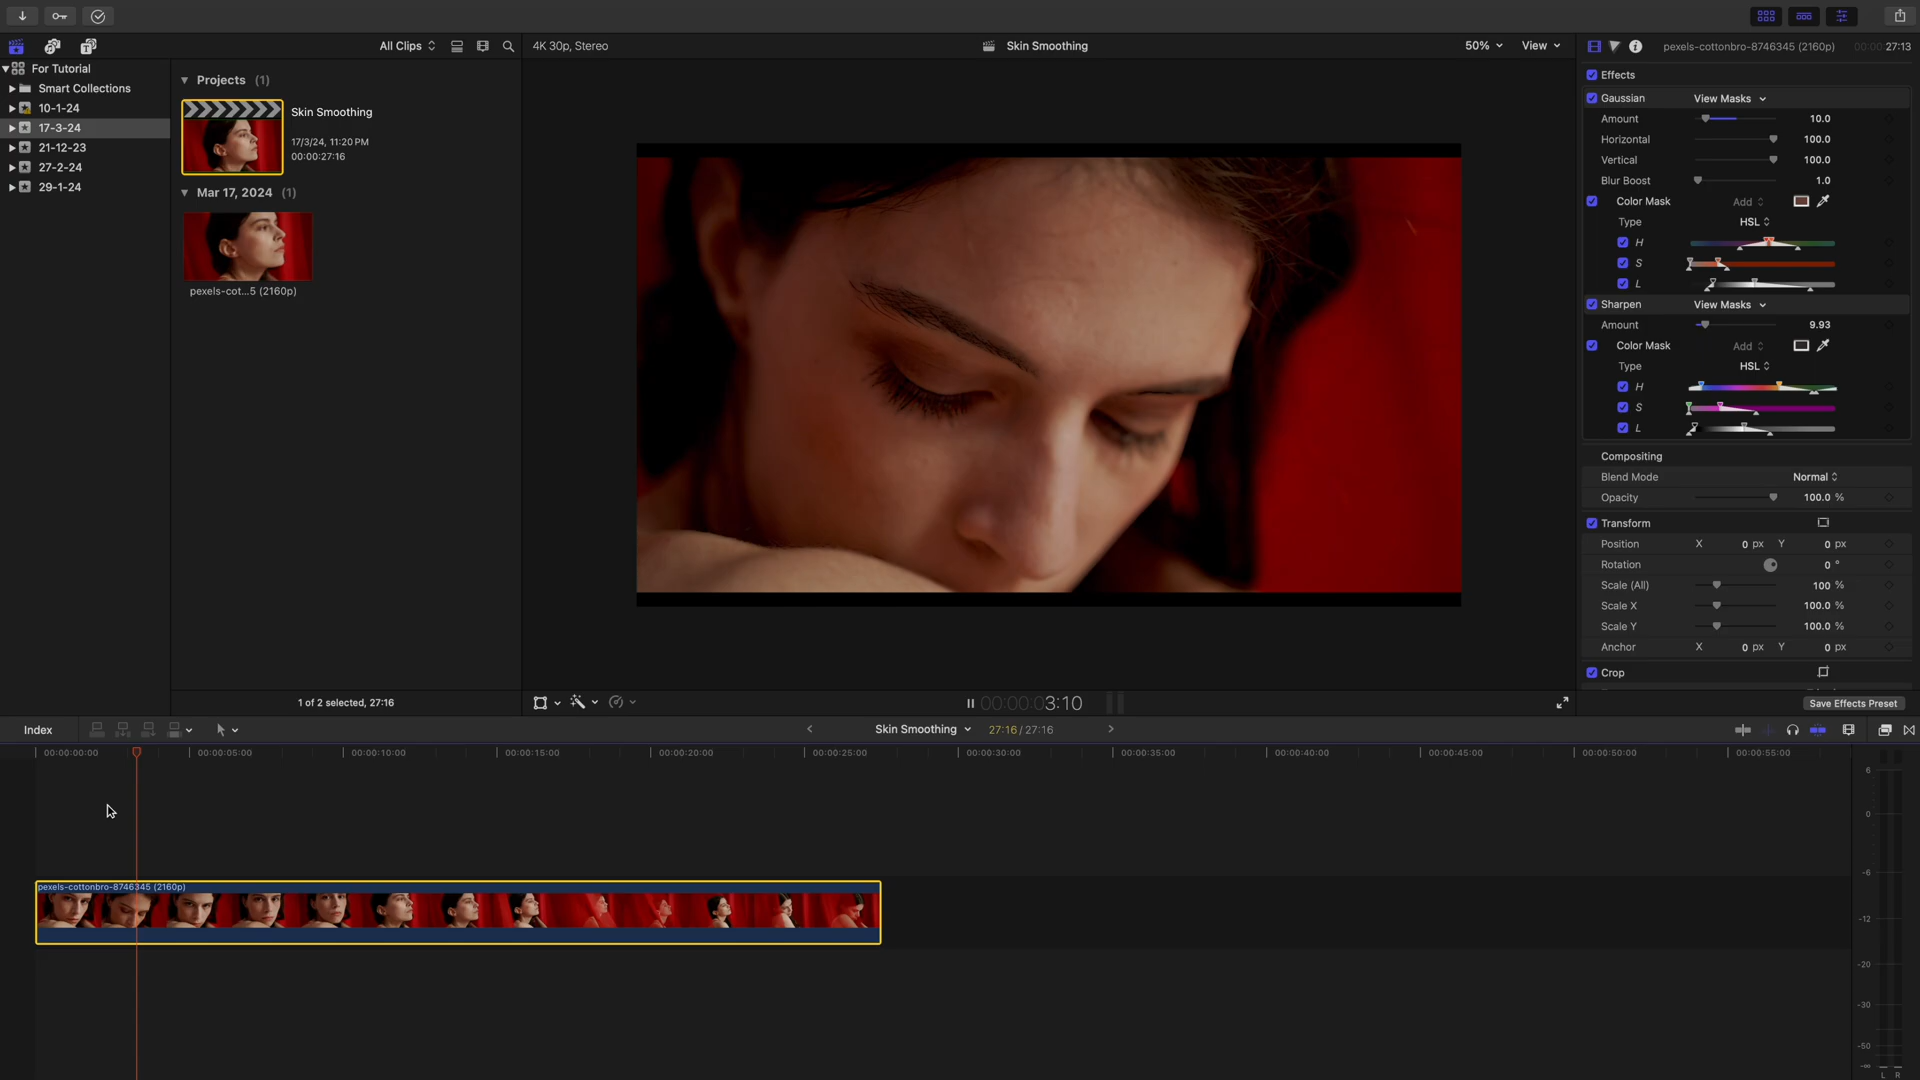 All Clips
4K 30p, Stereo
Skin Smoothing
50%
View
pexels-cottonbro-8746345 (2160p)
00:00:27:13
For Tutorial
Smart Collections
10-1-24
17-3-24
21-12-23
27-2-24
29-1-24
Projects (1)
Skin Smoothing
17/3/24, 11:20 PM
00:00:27:16
Mar 17, 2024 (1)
pexels-cot...5 (2160p)
1 of 2 selected, 27:16
Effects
Gaussian View Masks
Amount 10.0
Horizontal 100.0
Vertical 100.0
Blur Boost 1.0
Color Mask Add
Type HSL
H
S
L
Sharpen View Masks
Amount 9.93
Color Mask Add
Type HSL
H
S
L
Compositing
Blend Mode Normal
Opacity 100.0 %
Transform
Position X 0 px Y 0 px
Rotation 0 °
Scale (All) 100 %
Scale X 100.0 %
Scale Y 100.0 %
Anchor X 0 px Y 0 px
Crop
Save Effects Preset
00:00:03:10
Index
Skin Smoothing
27:16 / 27:16
00:00:00:00 00:00:05:00 00:00:10:00 00:00:15:00 00:00:20:00 00:00:25:00 00:00:30:00 00:00:35:00 00:00:40:00 00:00:45:00 00:00:50:00 00:00:55:00
pexels-cottonbro-8746345 (2160p)
6
0
-6
-12
-20
-30
-50
-∞
L R